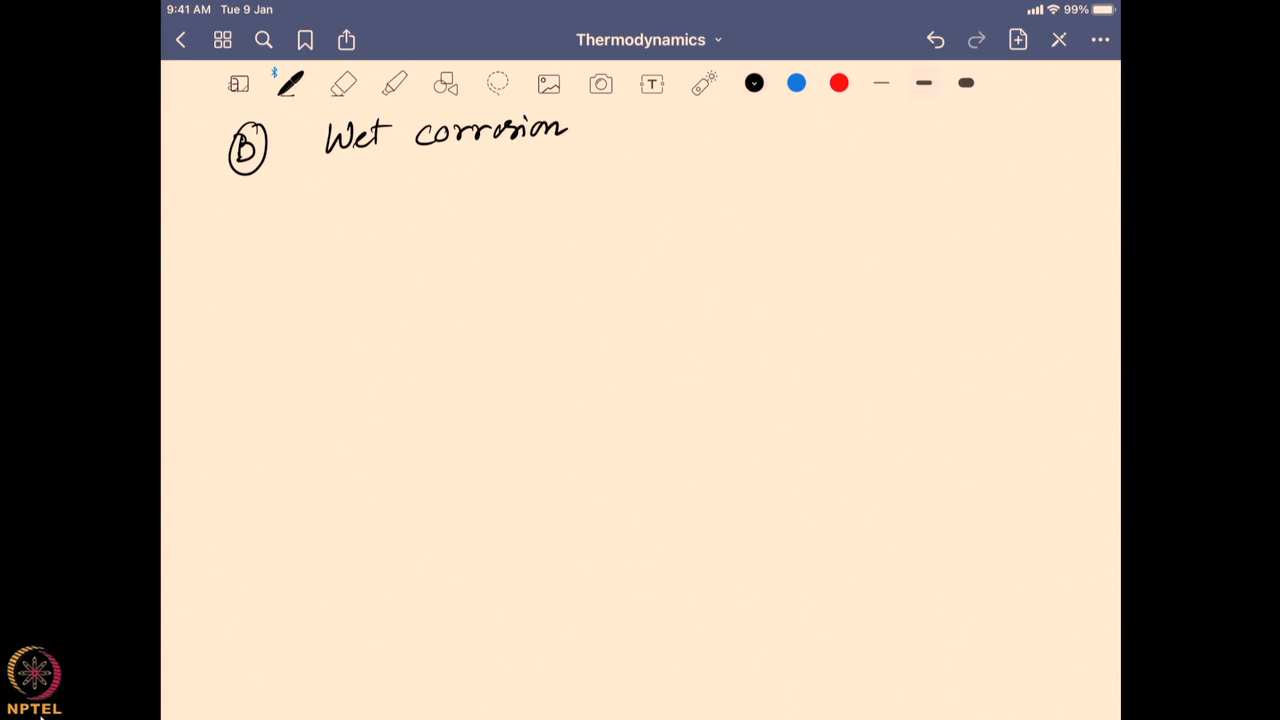 9:41 AM Tue 9 Jan 99%
Thermodynamics
T
B Wet corrosion
NPTEL